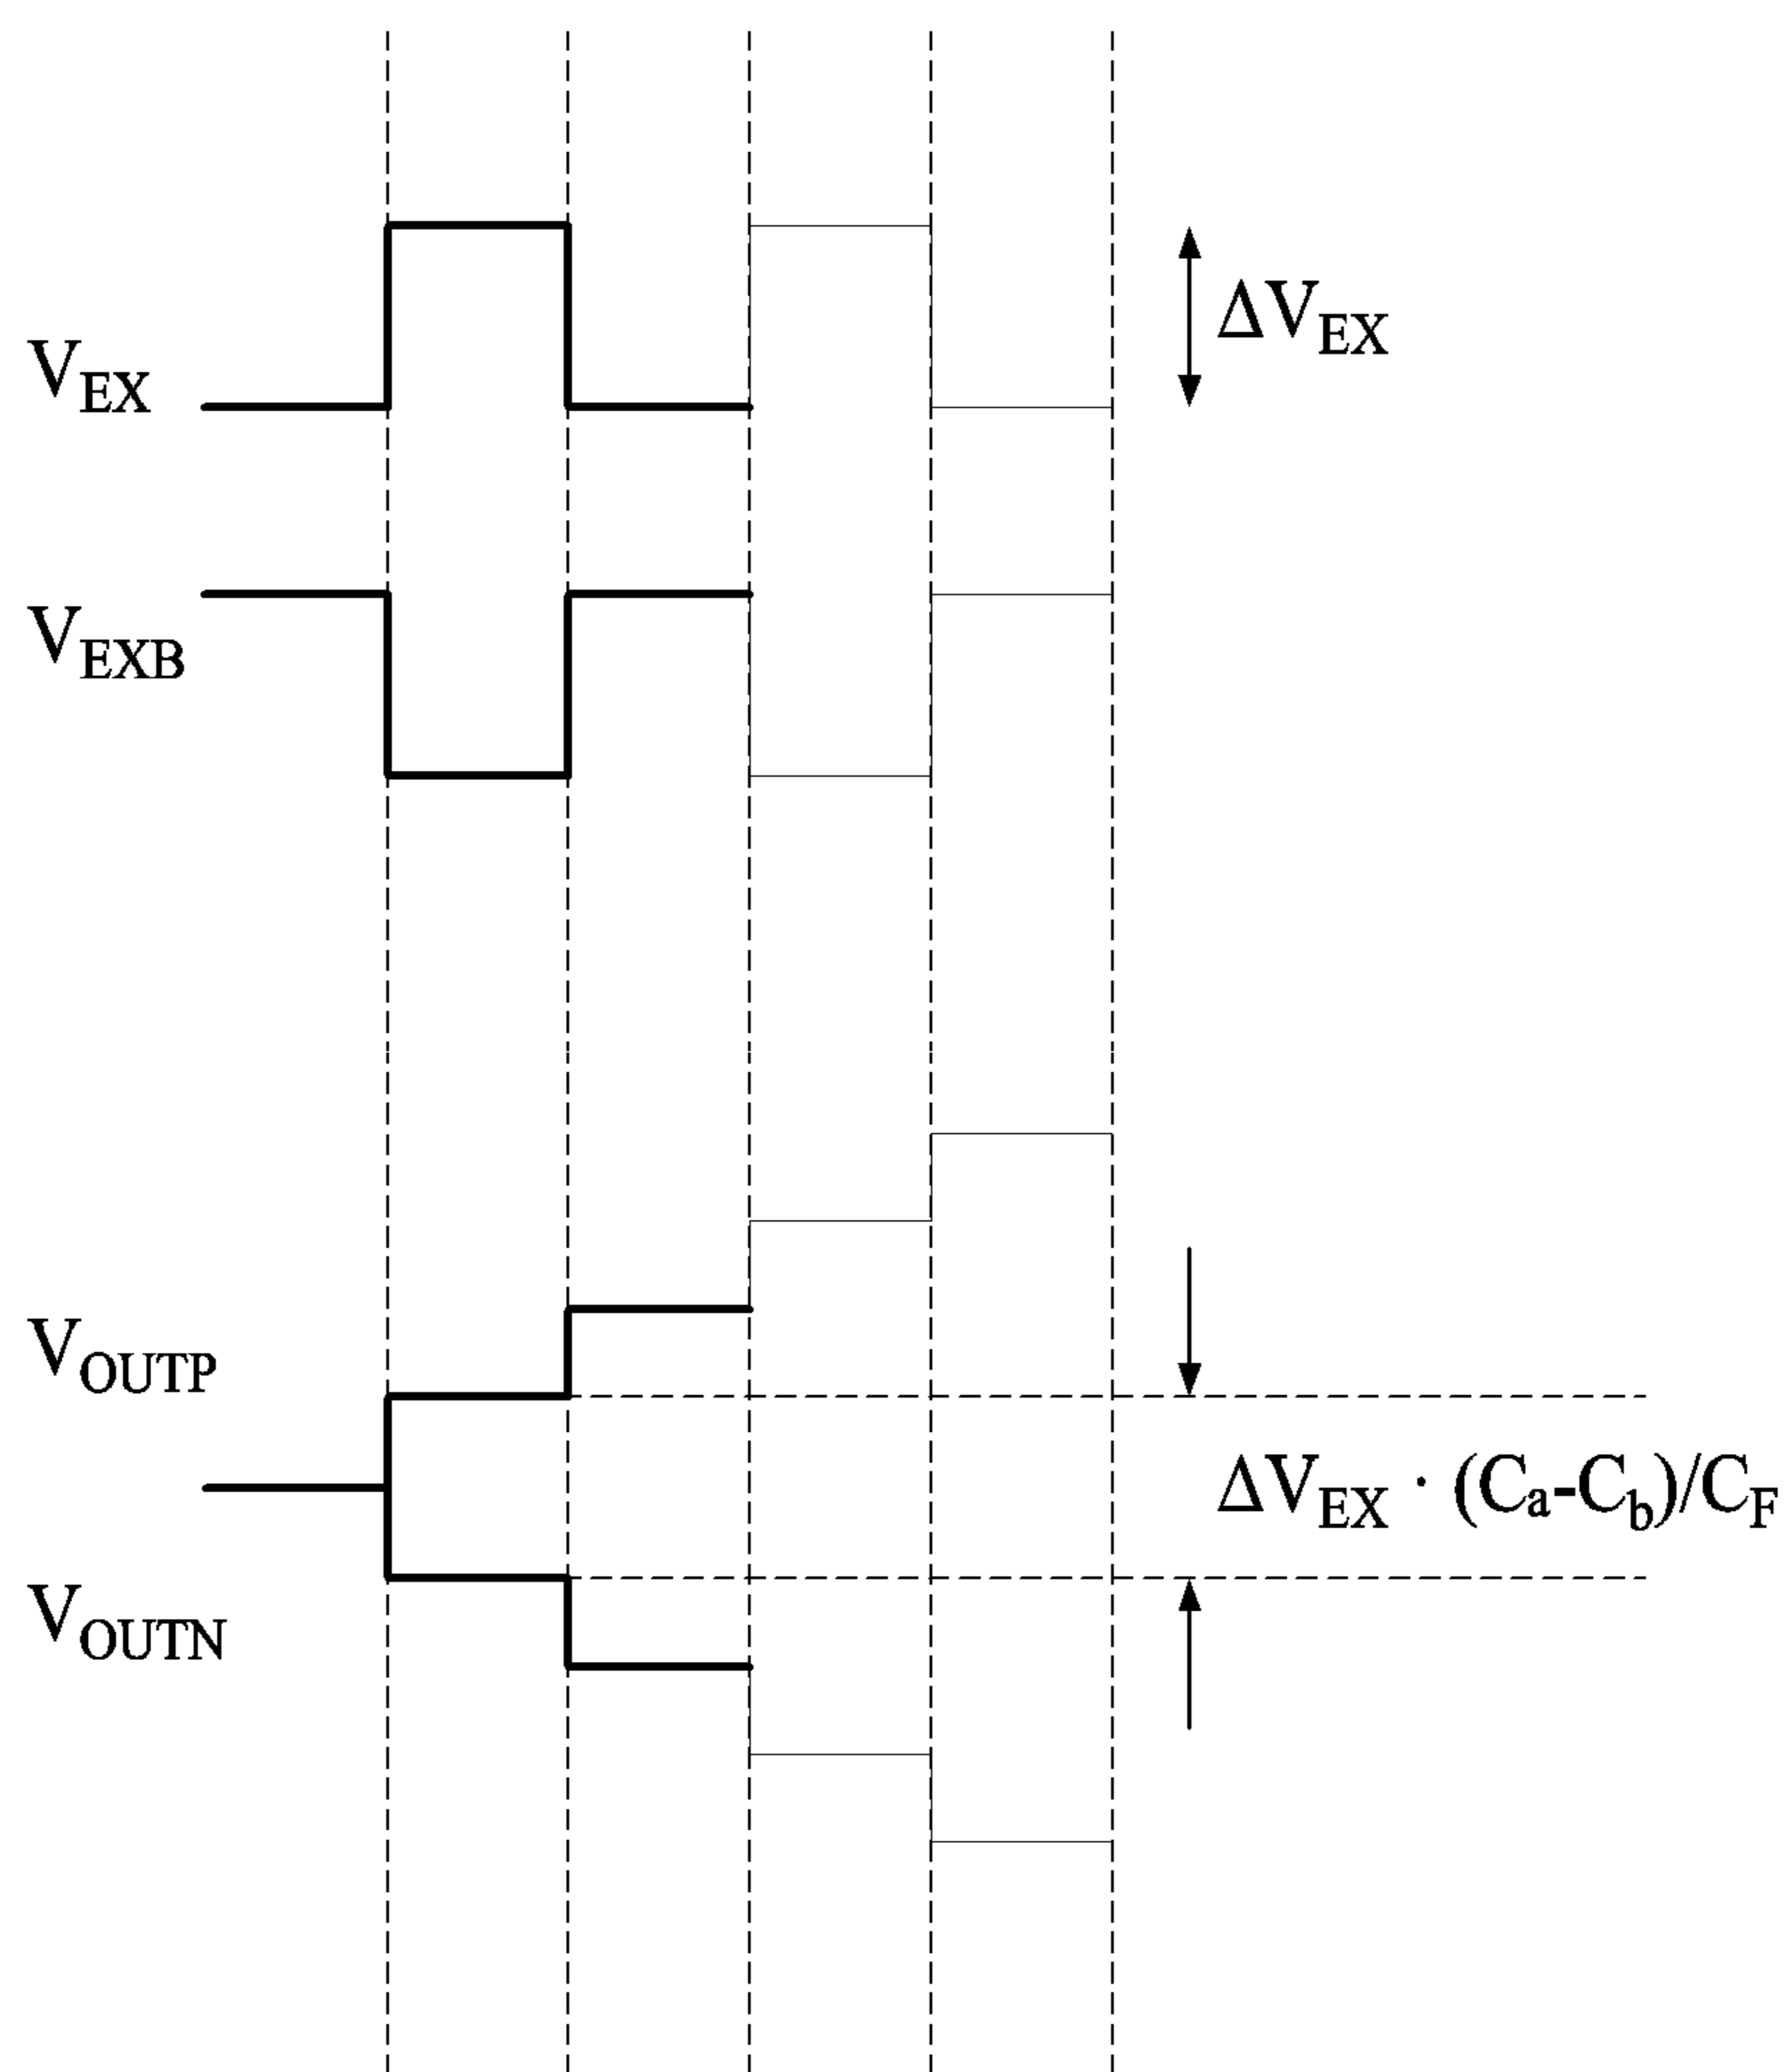 ΔV_EX
V_EX
V_EXB
V_OUTP
ΔV_EX · (C_a-C_b)/C_F
V_OUTN